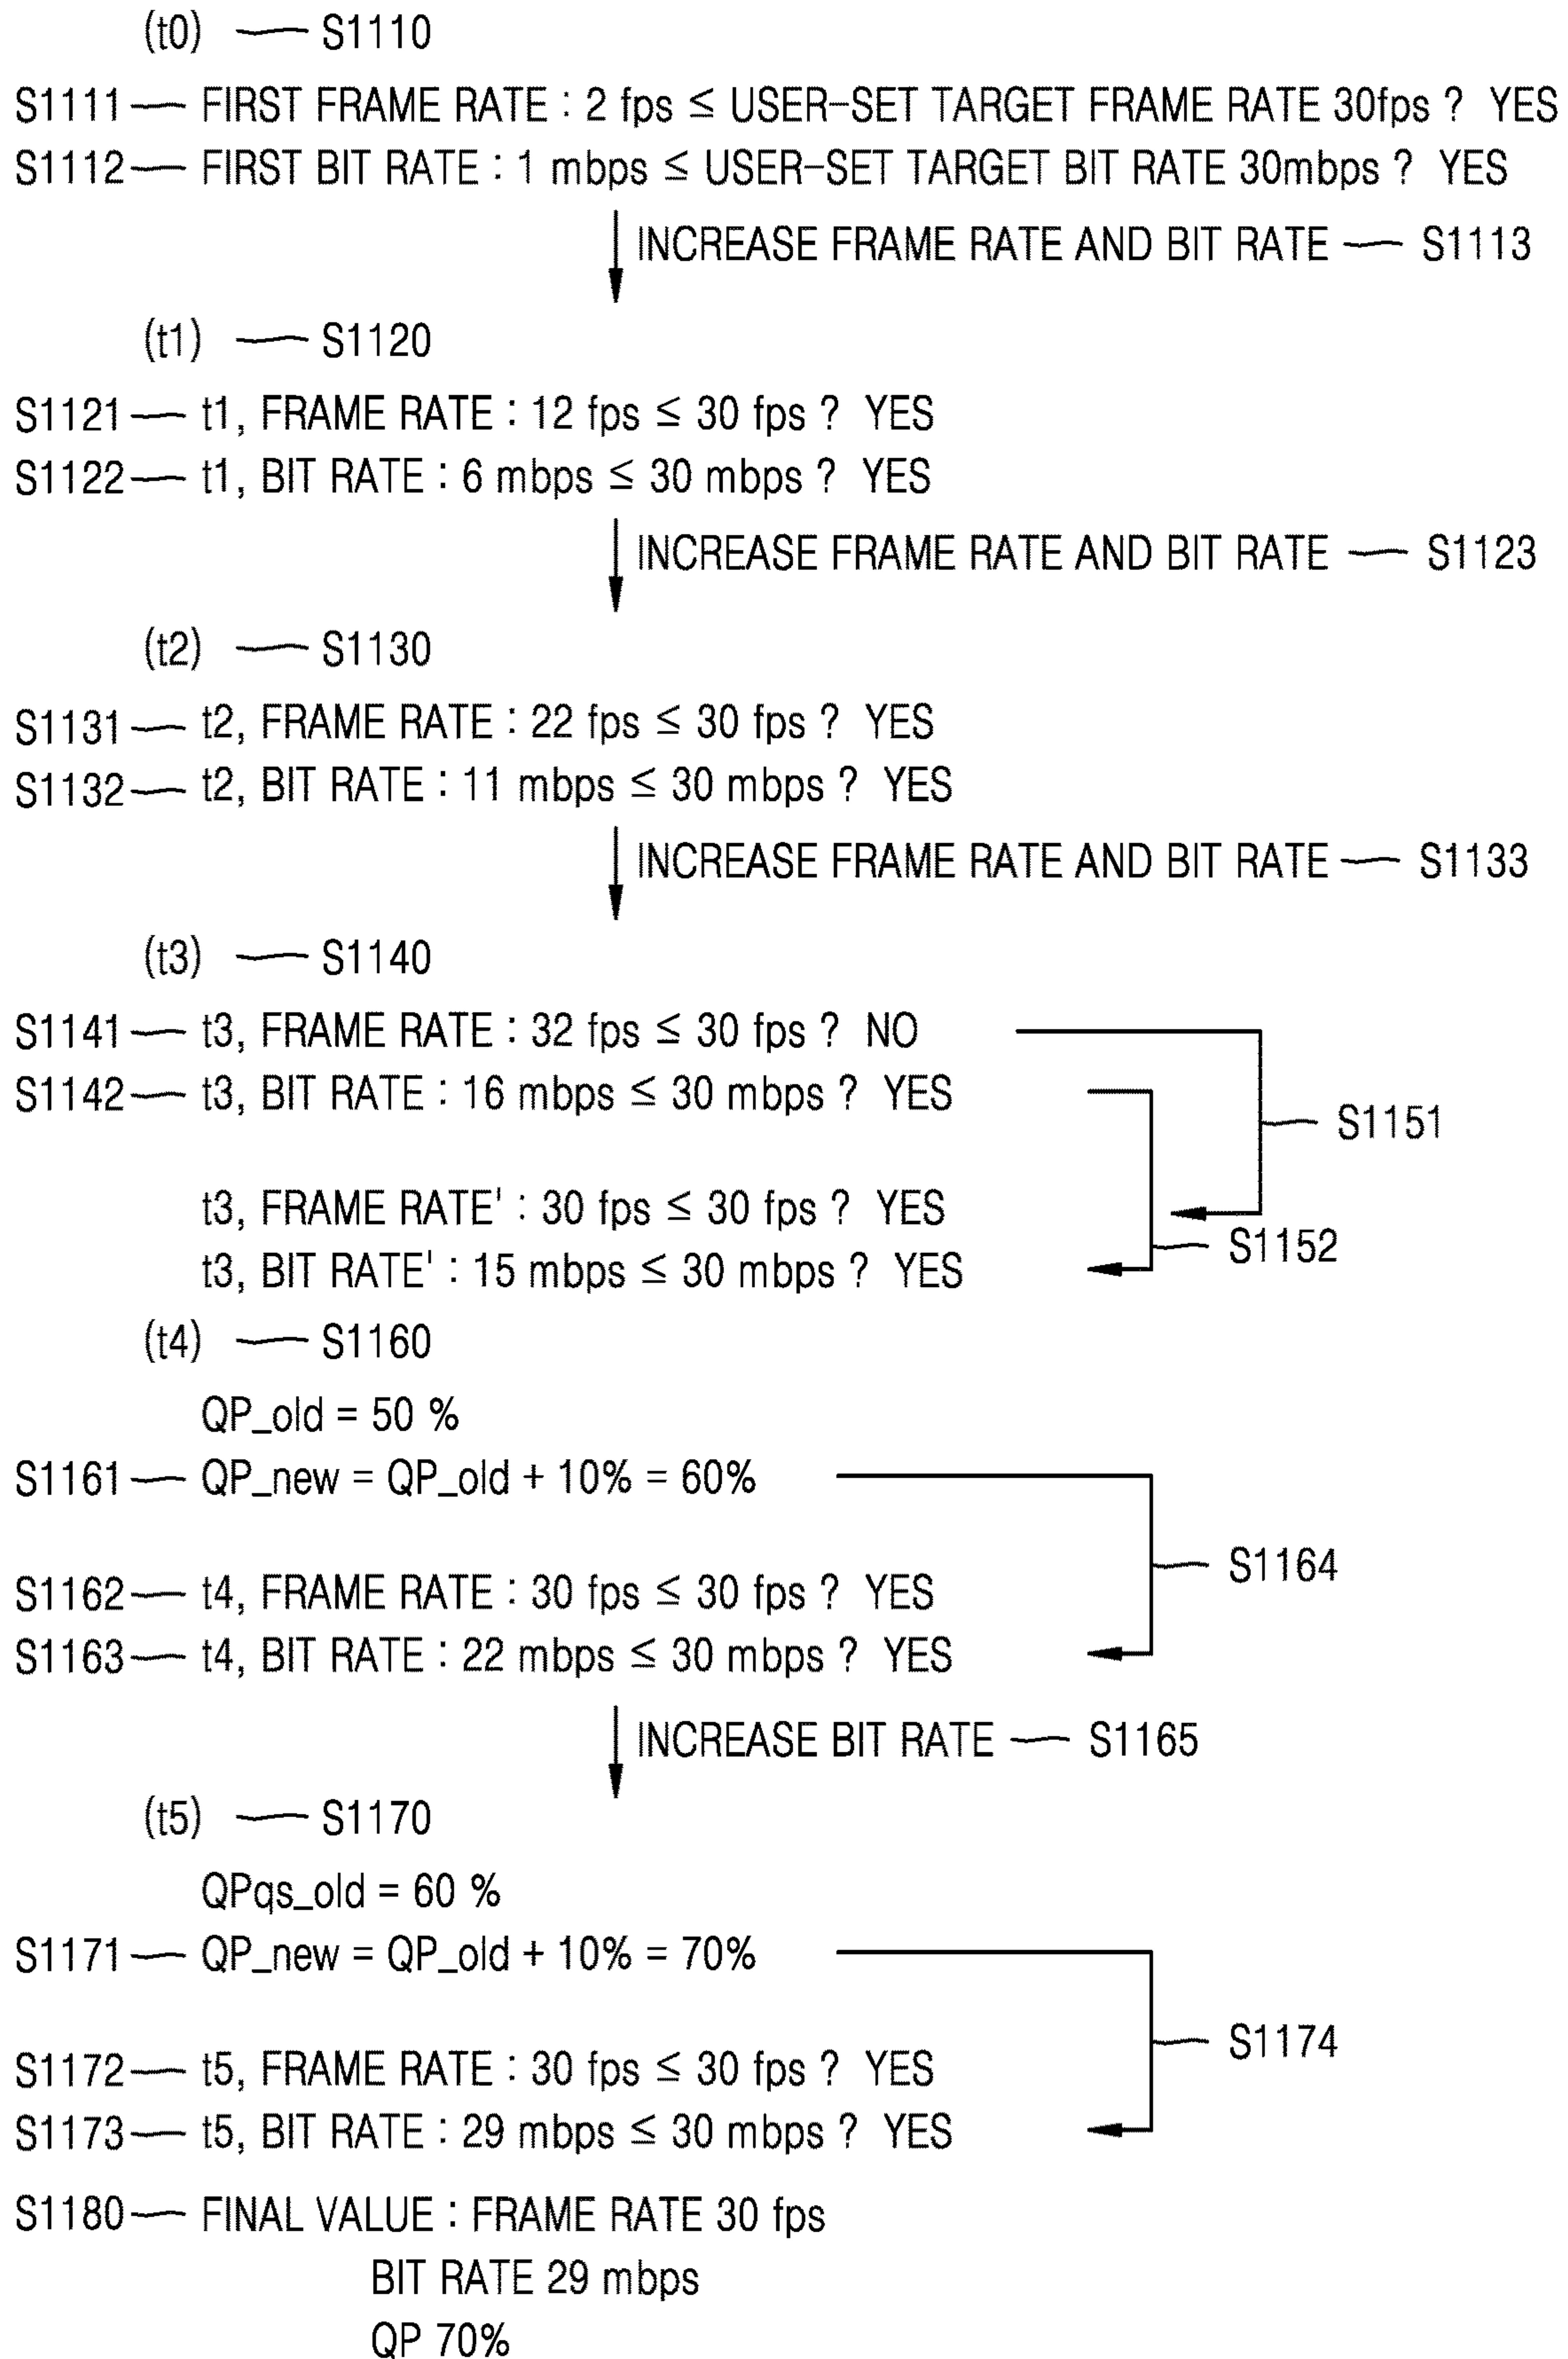 (t0) S1110
S1111 FIRST FRAME RATE : 2 fps ≤ USER-SET TARGET FRAME RATE 30fps ? YES
S1112 FIRST BIT RATE : 1 mbps ≤ USER-SET TARGET BIT RATE 30mbps ? YES
INCREASE FRAME RATE AND BIT RATE S1113
(t1) S1120
S1121 t1, FRAME RATE : 12 fps ≤ 30 fps ? YES
S1122 t1, BIT RATE : 6 mbps ≤ 30 mbps ? YES
INCREASE FRAME RATE AND BIT RATE S1123
(t2) S1130
S1131 t2, FRAME RATE : 22 fps ≤ 30 fps ? YES
S1132 t2, BIT RATE : 11 mbps ≤ 30 mbps ? YES
INCREASE FRAME RATE AND BIT RATE S1133
(t3) S1140
S1141 t3, FRAME RATE : 32 fps ≤ 30 fps ? NO
S1142 t3, BIT RATE : 16 mbps ≤ 30 mbps ? YES
S1151
t3, FRAME RATE' : 30 fps ≤ 30 fps ? YES
S1152
t3, BIT RATE' : 15 mbps ≤ 30 mbps ? YES
(t4) S1160
QP_old = 50 %
S1161 QP_new = QP_old + 10% = 60%
S1164
S1162 t4, FRAME RATE : 30 fps ≤ 30 fps ? YES
S1163 t4, BIT RATE : 22 mbps ≤ 30 mbps ? YES
INCREASE BIT RATE S1165
(t5) S1170
QPqs_old = 60 %
S1171 QP_new = QP_old + 10% = 70%
S1174
S1172 t5, FRAME RATE : 30 fps ≤ 30 fps ? YES
S1173 t5, BIT RATE : 29 mbps ≤ 30 mbps ? YES
S1180 FINAL VALUE : FRAME RATE 30 fps
BIT RATE 29 mbps
QP 70%